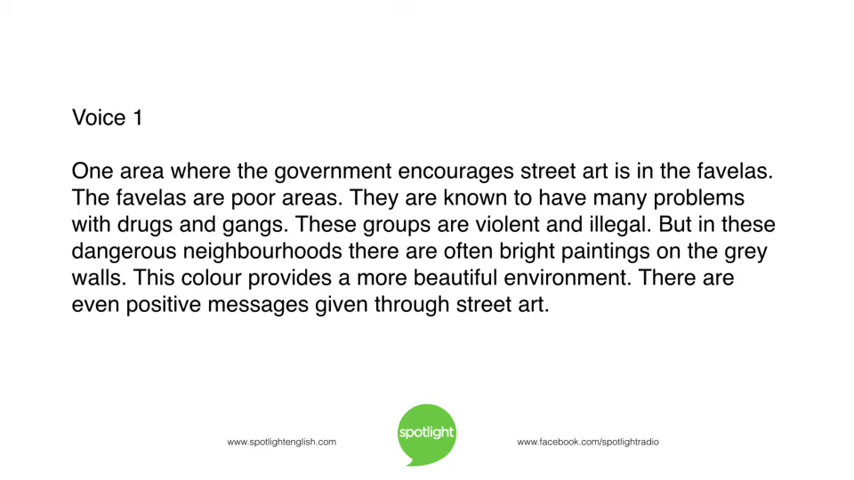 Voice 1
One area where the government encourages street art is in the favelas.
The favelas are poor areas. They are known to have many problems
with drugs and gangs. These groups are violent and illegal. But in these
dangerous neighbourhoods there are often bright paintings on the grey
walls. This colour provides a more beautiful environment. There are
even positive messages given through street art.
www.spotlightenglish.com
spotlight
www.facebook.com/spotlightradio